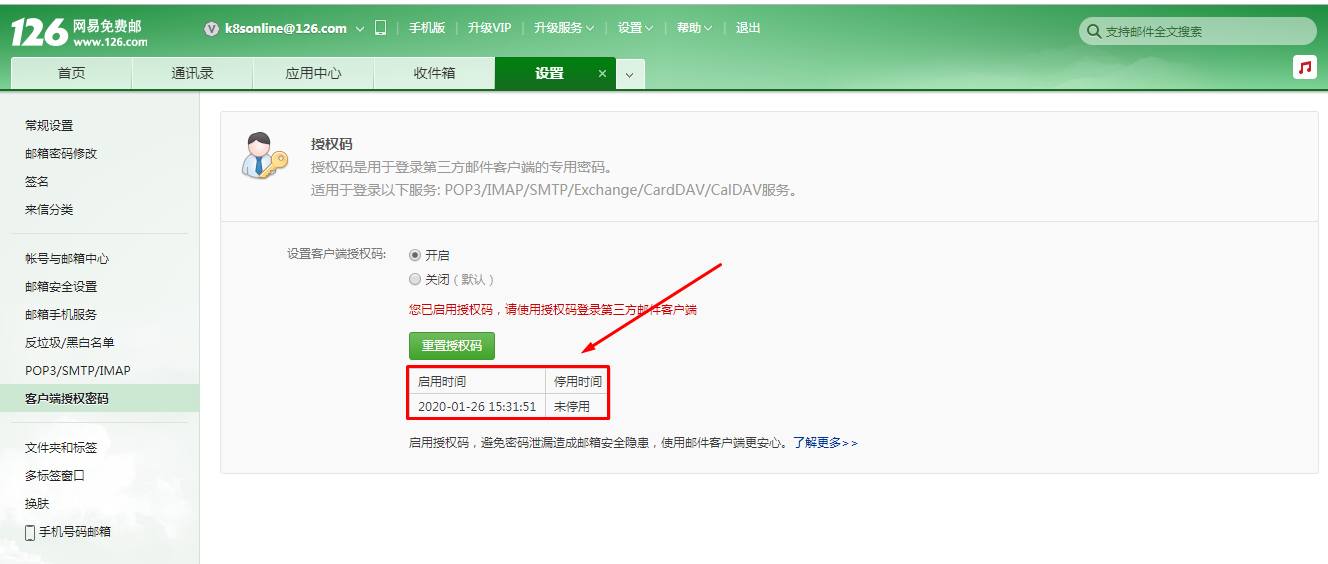 126 网易免费邮
www.126.com
V k8sonline@126.com 手机版 升级VIP 升级服务 设置 帮助 退出
支持邮件全文搜索
首页 通讯录 应用中心 收件箱 设置 ×
常规设置
邮箱密码修改
签名
来信分类
帐号与邮箱中心
邮箱安全设置
邮箱手机服务
反垃圾/黑白名单
POP3/SMTP/IMAP
客户端授权密码
文件夹和标签
多标签窗口
换肤
手机号码邮箱
授权码
授权码是用于登录第三方邮件客户端的专用密码。
适用于登录以下服务: POP3/IMAP/SMTP/Exchange/CardDAV/CalDAV服务。
设置客户端授权码: 开启
关闭（默认）
您已启用授权码，请使用授权码登录第三方邮件客户端
重置授权码
启用时间 停用时间
2020-01-26 15:31:51 未停用
启用授权码，避免密码泄漏造成邮箱安全隐患，使用邮件客户端更安心。了解更多>>